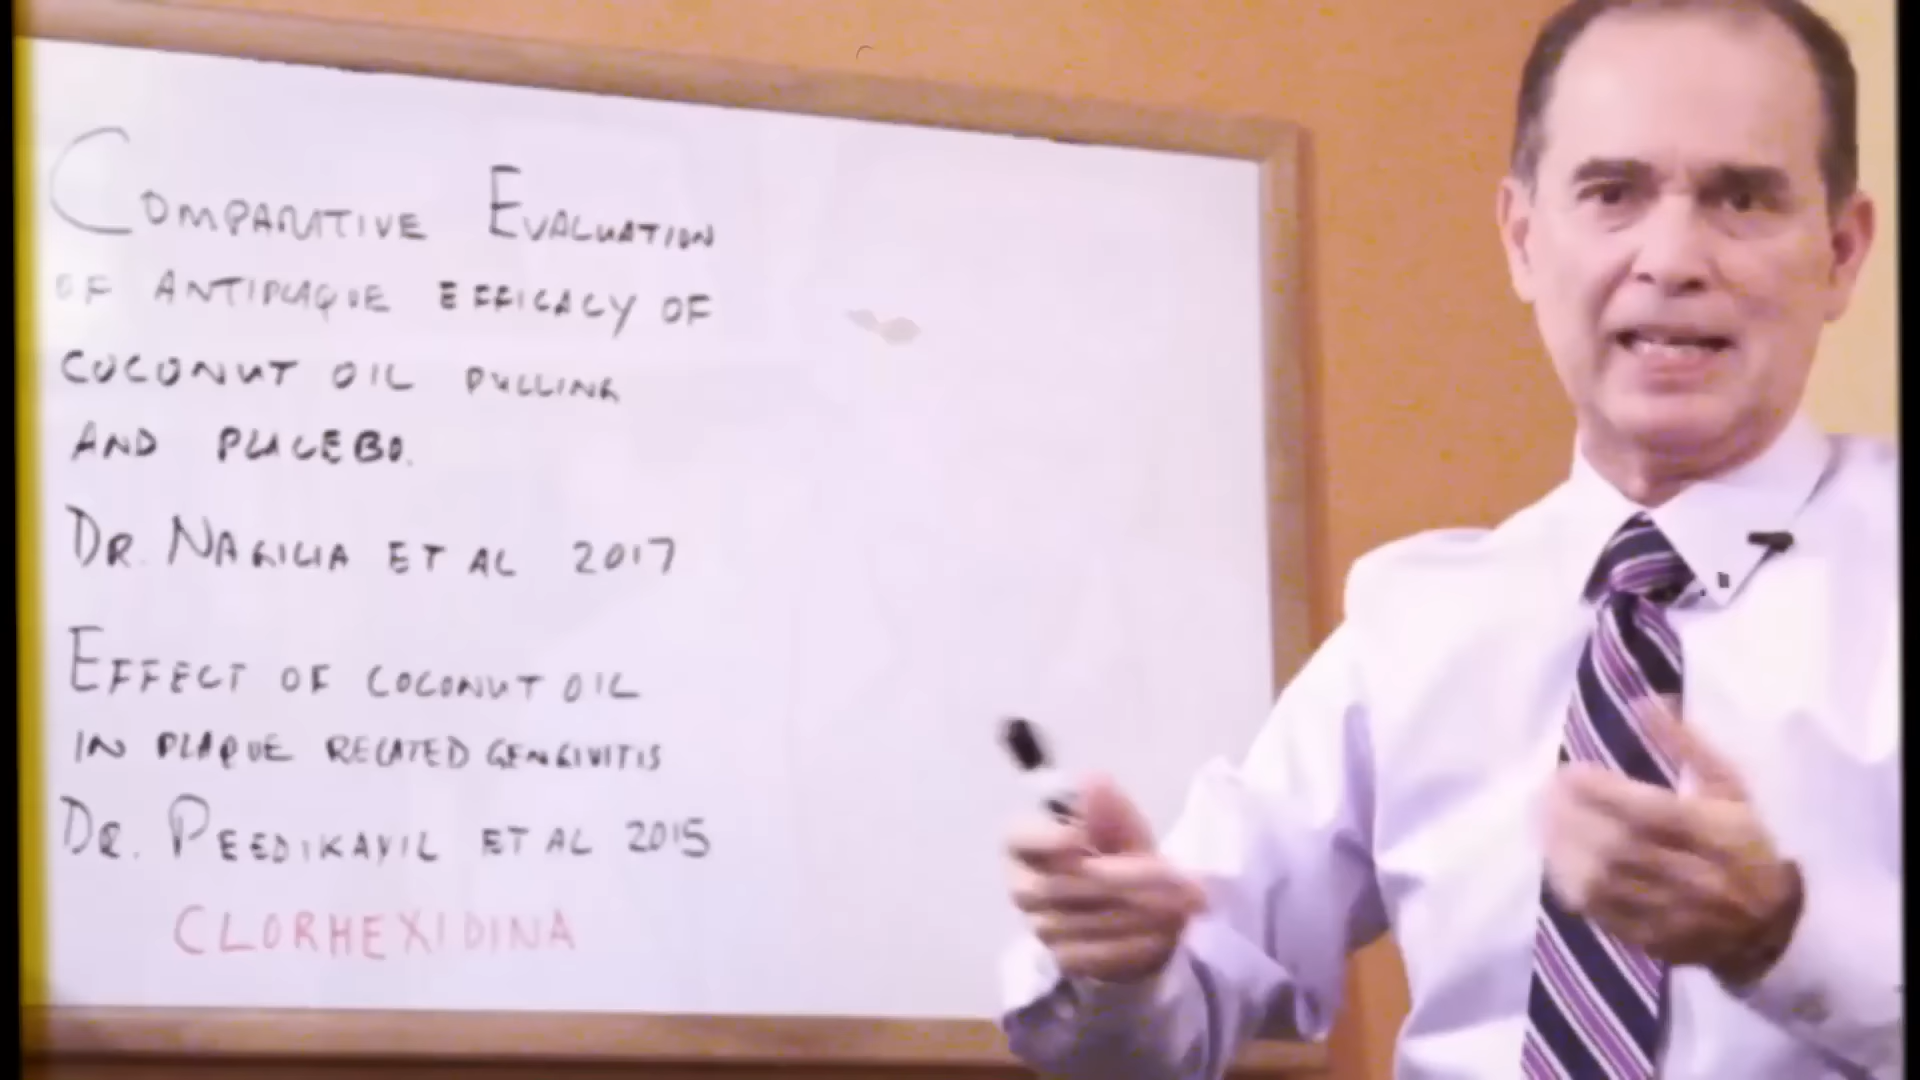 COMPARATIVE EVALUATION
OF ANTIPLAQUE EFFICACY OF
COCONUT OIL PULLING
AND PLACEBO.
DR. NAGILIA ET AL 2017
EFFECT OF COCONUT OIL
IN PLAQUE RELATED GENGIVITIS
DR. PEEDIKAYIL ET AL 2015
CLORHEXIDINA